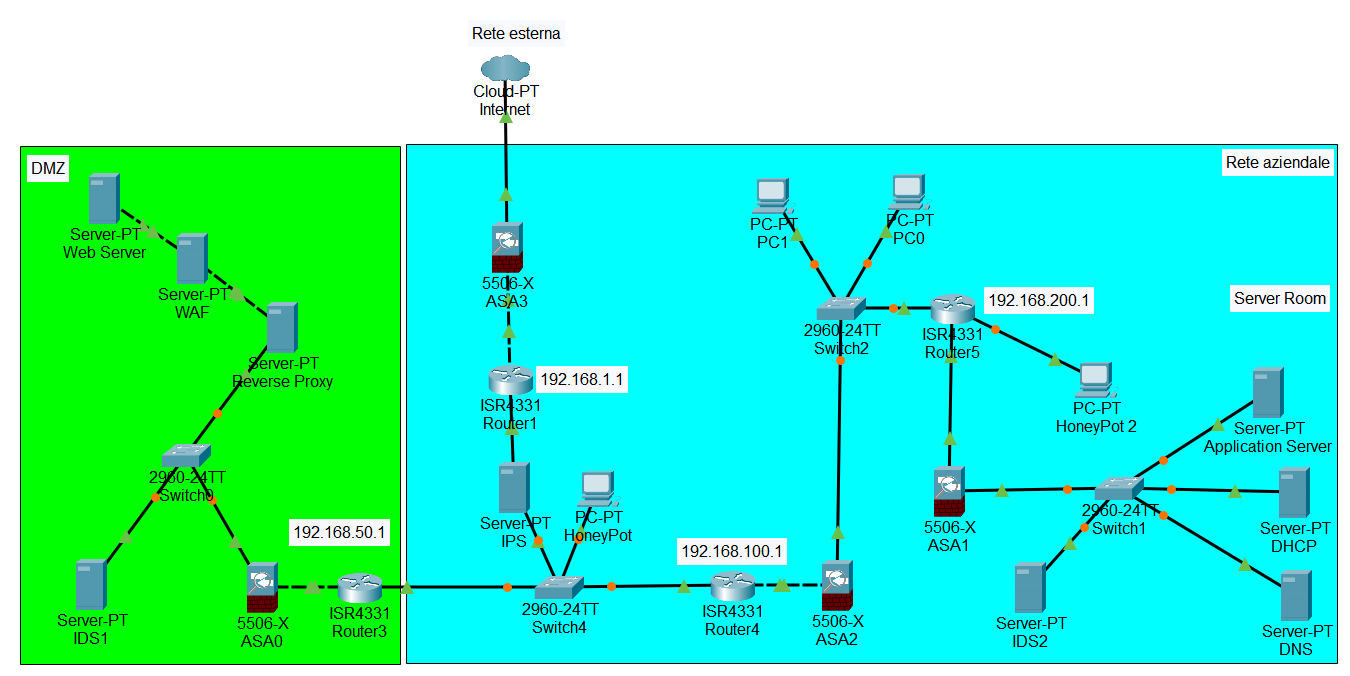 Rete esterna
Cloud-PT
Internet
DMZ
Rete aziendale
Server-PT
Web Server
Server-PT
WAF
Server-PT
Reverse Proxy
2960-24TT
Switch0
Server-PT
IDS1
5506-X
ASA0
192.168.50.1
ISR4331
Router3
5506-X
ASA3
192.168.1.1
ISR4331
Router1
Server-PT
IPS
PC-PT
HoneyPot
2960-24TT
Switch4
192.168.100.1
ISR4331
Router4
5506-X
ASA2
PC-PT
PC1
PC-PT
PC0
2960-24TT
Switch2
192.168.200.1
ISR4331
Router5
Server Room
PC-PT
HoneyPot 2
5506-X
ASA1
2960-24TT
Switch1
Server-PT
Application Server
Server-PT
DHCP
Server-PT
IDS2
Server-PT
DNS